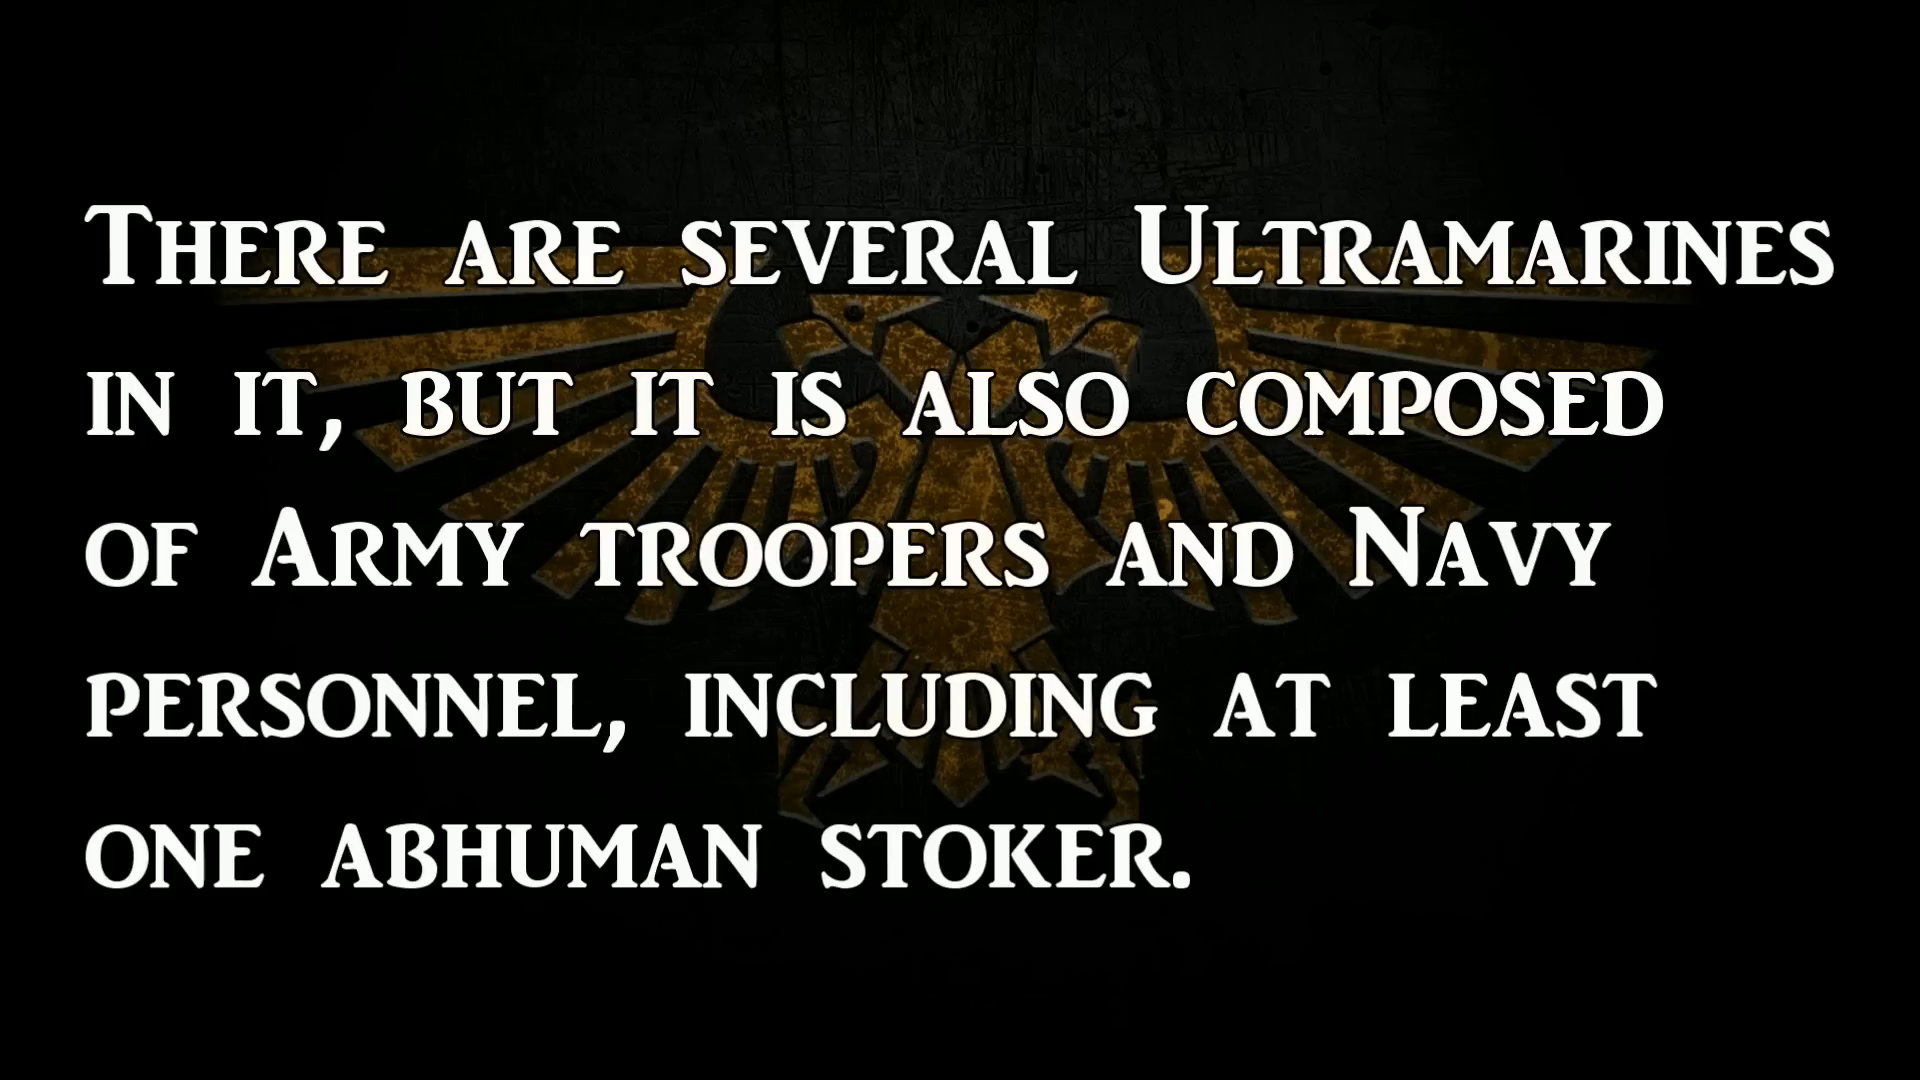 There are several Ultramarines
in it, but it is also composed
of Army troopers and Navy
personnel, including at least
one abhuman stoker.